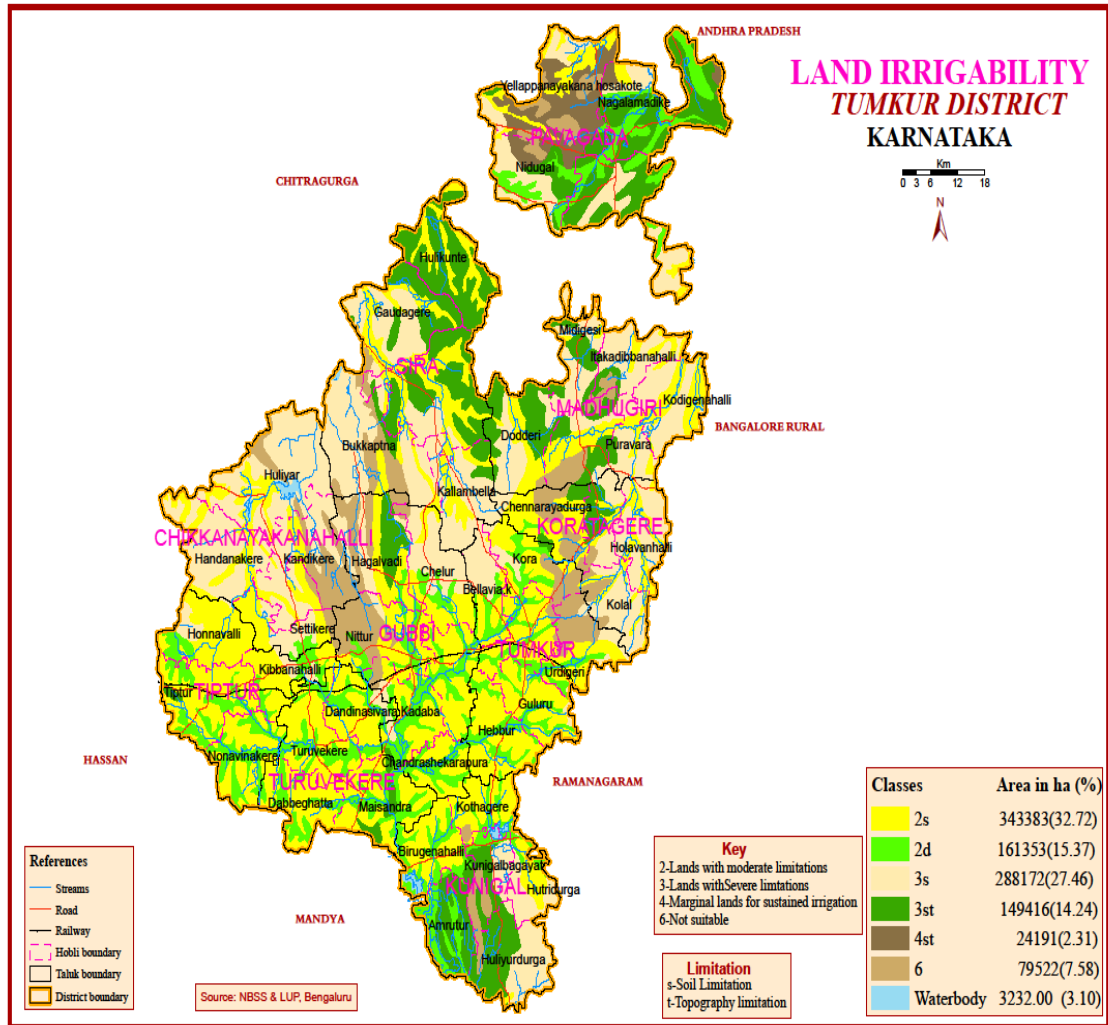 ANDHRA PRADESH
LAND IRRIGABILITY
TUMKUR DISTRICT
KARNATAKA
Km
0 3 6 12 18
N
Yellappanayakana hosakote
Nagalamadike
PAVAGADA
Nidugal
CHITRAGURGA
Hulikunte
Gaudagere
Midigesi
Itakadibbanahalli
SIRA
MADHUGIRI
Kodigenahalli
BANGALORE RURAL
Dodderi
Bukkaptna
Puravara
Huliyar
Kallambella
Chennarayadurga
KORATAGERE
CHIKKANAYAKANAHALLI
Handanakere
Kandikere
Hagalvadi
Kora
Holavanhalli
Chelur
Bellavia.k
Kolal
Honnavalli
Settikere
Nittur
GUBBI
TUMKUR
Kibbanahalli
Urdigeri
Tiptur
TIPTUR
Dandinasivara
Kadaba
Guluru
Hebbur
HASSAN
Nonavinakere
Turuvekere
Chandrashekarapura
TURUVEKERE
RAMANAGARAM
Dabbeghatta
Maisandra
Kothagere
Birugenahalli
Kunigalbagayat
KUNIGAL
Hutridurga
MANDYA
Amrutur
Huliyurdurga
References
Streams
Road
Railway
Hobli boundary
Taluk boundary
District boundary
Source: NBSS & LUP, Bengaluru
Key
2-Lands with moderate limitations
3-Lands withSevere limtations
4-Marginal lands for sustained irrigation
6-Not suitable
Limitation
s-Soil Limitation
t-Topography limitation
Classes Area in ha (%)
2s 343383(32.72)
2d 161353(15.37)
3s 288172(27.46)
3st 149416(14.24)
4st 24191(2.31)
6 79522(7.58)
Waterbody 3232.00 (3.10)